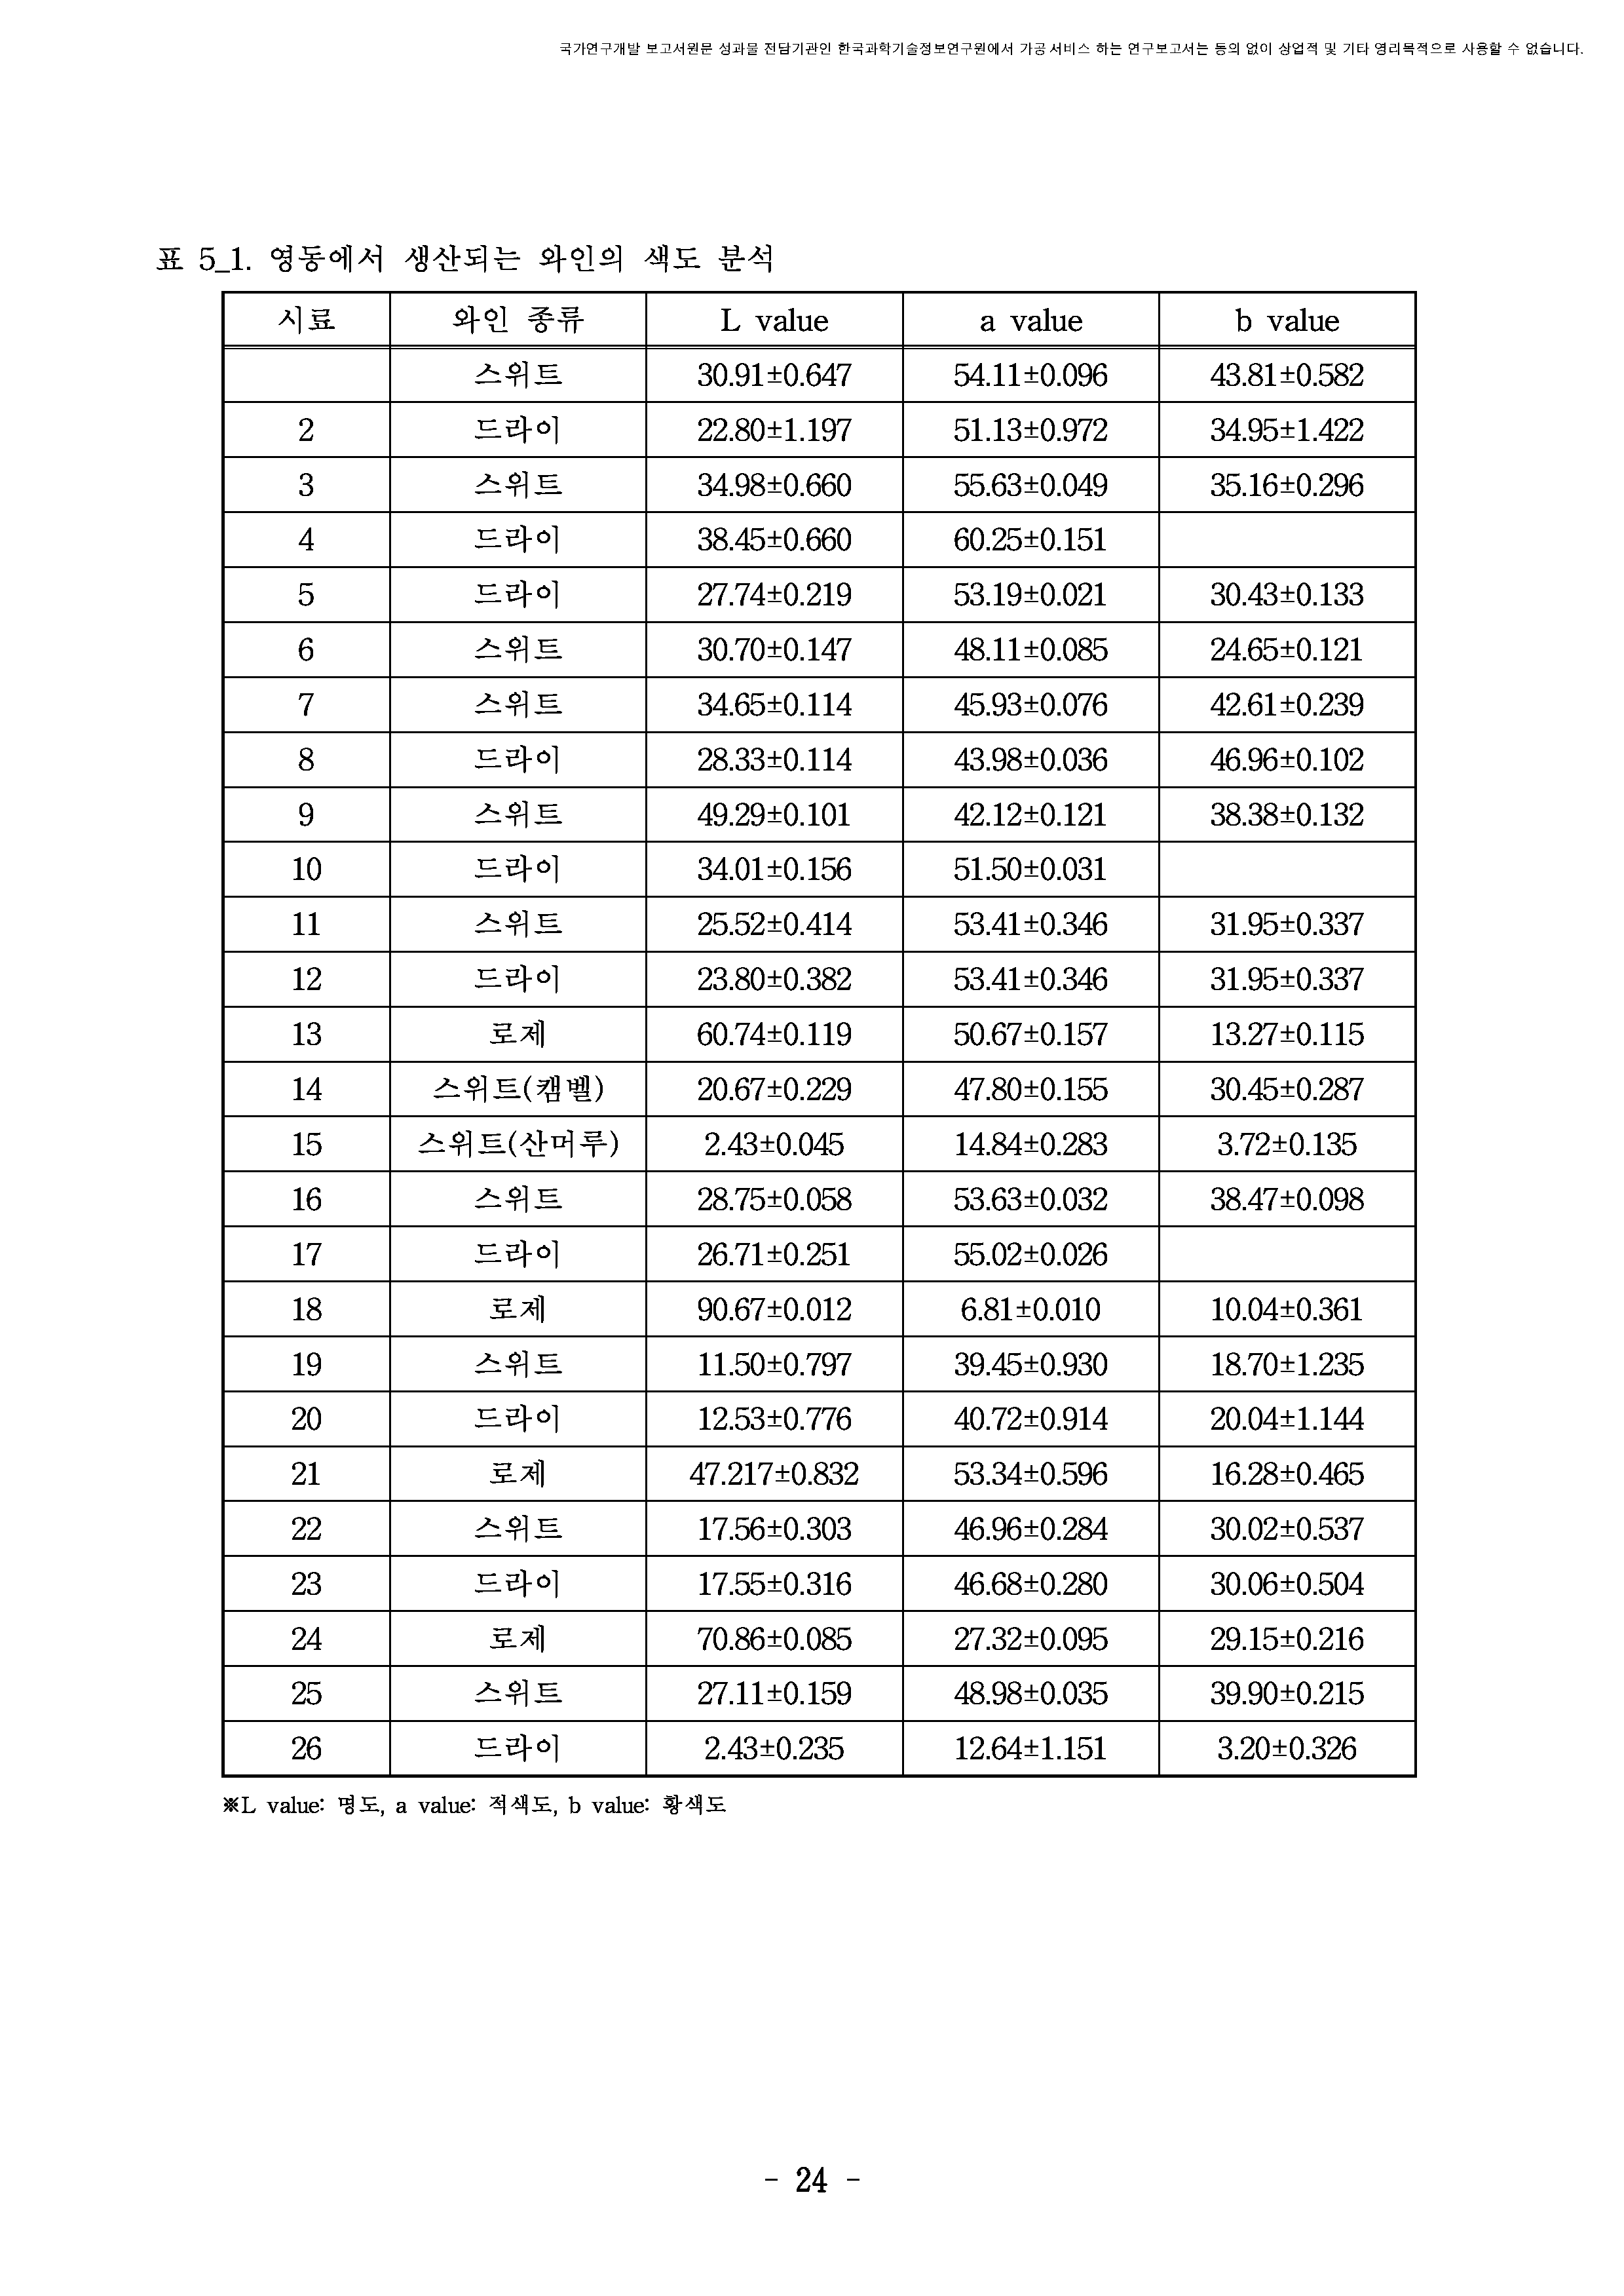 국가연구개발 보고서원문 성과물 전담기관인 한국과학기술정보연구원에서 가공·서비스 하는 연구보고서는 동의 없이 상업적 및 기타 영리목적으로 사용할 수 없습니다.
표 5_1. 영동에서 생산되는 와인의 색도 분석
시료 와인 종류 L value a value b value
스위트 30.91±0.647 54.11±0.096 43.81±0.582
2 드라이 22.80±1.197 51.13±0.972 34.95±1.422
3 스위트 34.98±0.660 55.63±0.049 35.16±0.296
4 드라이 38.45±0.660 60.25±0.151
5 드라이 27.74±0.219 53.19±0.021 30.43±0.133
6 스위트 30.70±0.147 48.11±0.085 24.65±0.121
7 스위트 34.65±0.114 45.93±0.076 42.61±0.239
8 드라이 28.33±0.114 43.98±0.036 46.96±0.102
9 스위트 49.29±0.101 42.12±0.121 38.38±0.132
10 드라이 34.01±0.156 51.50±0.031
11 스위트 25.52±0.414 53.41±0.346 31.95±0.337
12 드라이 23.80±0.382 53.41±0.346 31.95±0.337
13 로제 60.74±0.119 50.67±0.157 13.27±0.115
14 스위트(캠벨) 20.67±0.229 47.80±0.155 30.45±0.287
15 스위트(산머루) 2.43±0.045 14.84±0.283 3.72±0.135
16 스위트 28.75±0.058 53.63±0.032 38.47±0.098
17 드라이 26.71±0.251 55.02±0.026
18 로제 90.67±0.012 6.81±0.010 10.04±0.361
19 스위트 11.50±0.797 39.45±0.930 18.70±1.235
20 드라이 12.53±0.776 40.72±0.914 20.04±1.144
21 로제 47.217±0.832 53.34±0.596 16.28±0.465
22 스위트 17.56±0.303 46.96±0.284 30.02±0.537
23 드라이 17.55±0.316 46.68±0.280 30.06±0.504
24 로제 70.86±0.085 27.32±0.095 29.15±0.216
25 스위트 27.11±0.159 48.98±0.035 39.90±0.215
26 드라이 2.43±0.235 12.64±1.151 3.20±0.326
※L value: 명도, a value: 적색도, b value: 황색도
- 24 -